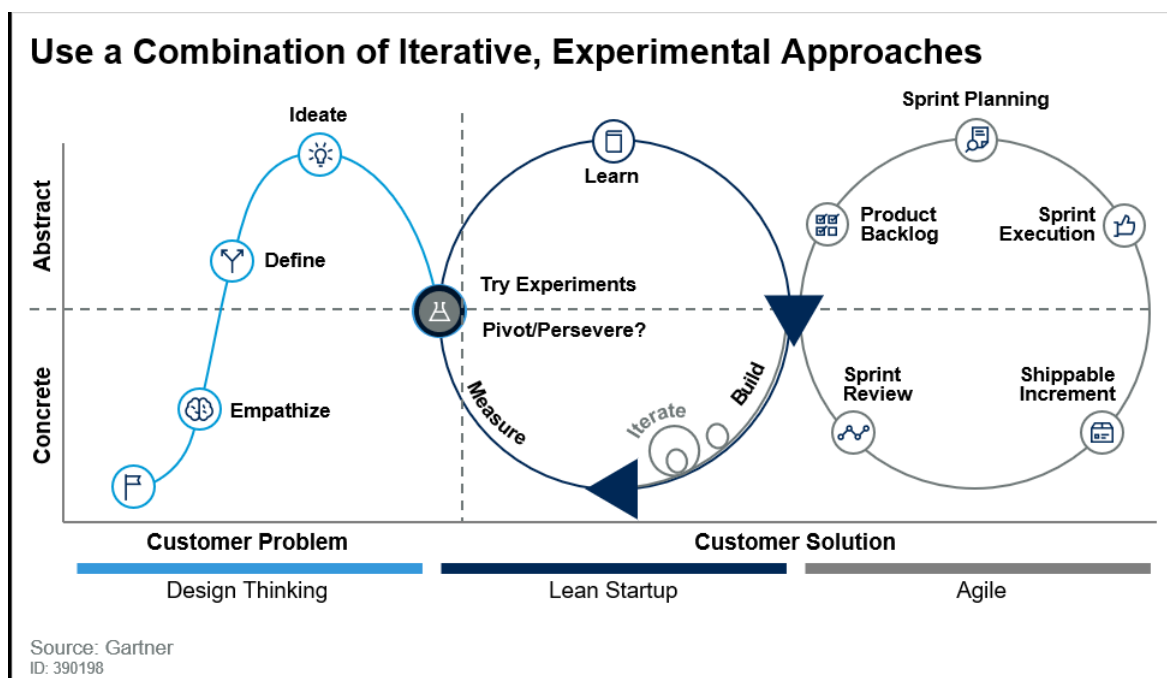 Use a Combination of Iterative, Experimental Approaches
Ideate
Sprint Planning
Learn
Abstract
Define
Product
Backlog
Sprint
Execution
Try Experiments
Pivot/Persevere?
Concrete
Empathize
Measure
Iterate
Build
Sprint
Review
Shippable
Increment
Customer Problem
Customer Solution
Design Thinking
Lean Startup
Agile
Source: Gartner
ID: 390198